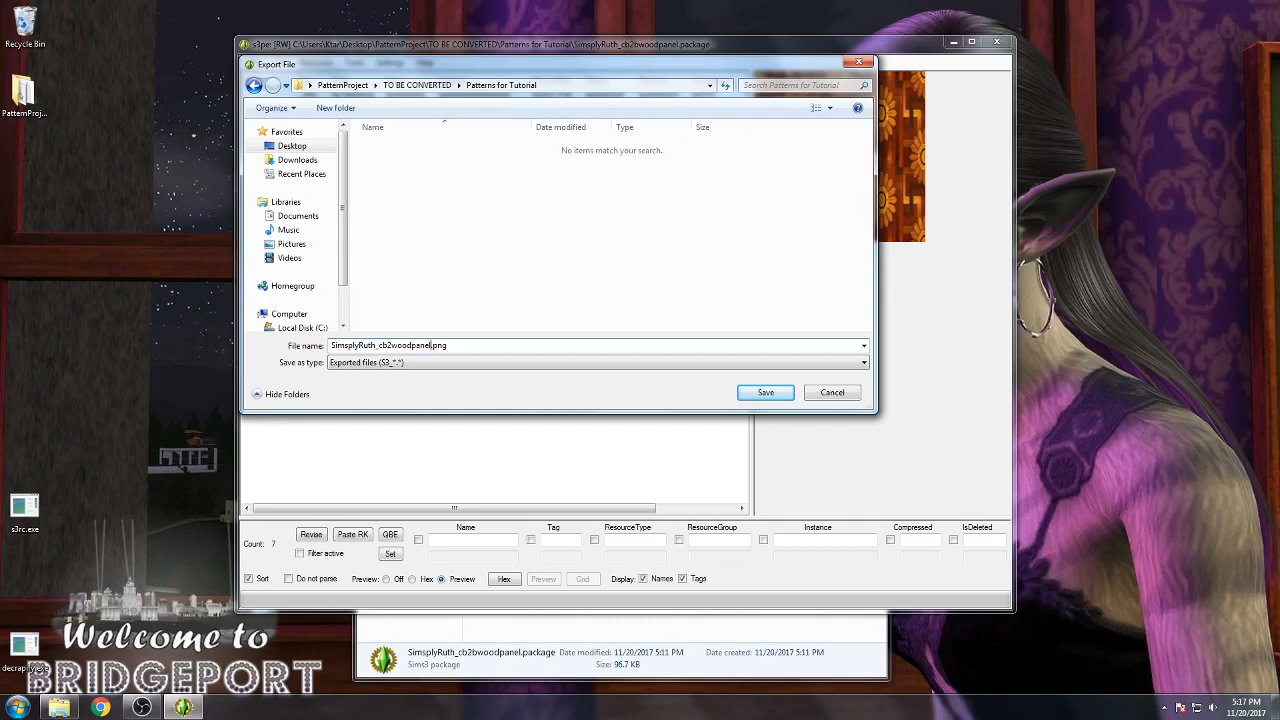 Recycle Bin
PatternProj...
s3rc.exe
decrap-my.exe
Welcome to
BRIDGEPORT
s3pe: [RW] C:\Users\Ktar\Desktop\PatternProject\TO BE CONVERTED\Patterns for Tutorial\SimsplyRuth_cb2bwoodpanel.package
Export File
PatternProject TO BE CONVERTED Patterns for Tutorial
Search Patterns for Tutorial
Organize New folder
Name Date modified Type Size
No items match your search.
Favorites
Desktop
Downloads
Recent Places
Libraries
Documents
Music
Pictures
Videos
Homegroup
Computer
Local Disk (C:)
File name: SimsplyRuth_cb2woodpanel.png
Save as type: Exported files (S3_*.*)
Hide Folders Save Cancel
Name Tag ResourceType ResourceGroup Instance Compressed IsDeleted
Count: 7 Revise Paste RK QBE
Filter active Set
Sort Do not parse Preview: Off Hex Preview Hex Preview Grid Display: Names Tags
SimsplyRuth_cb2bwoodpanel.package Date modified: 11/20/2017 5:11 PM Date created: 11/20/2017 5:11 PM
Sims3 package Size: 96.7 KB
5:17 PM
11/20/2017